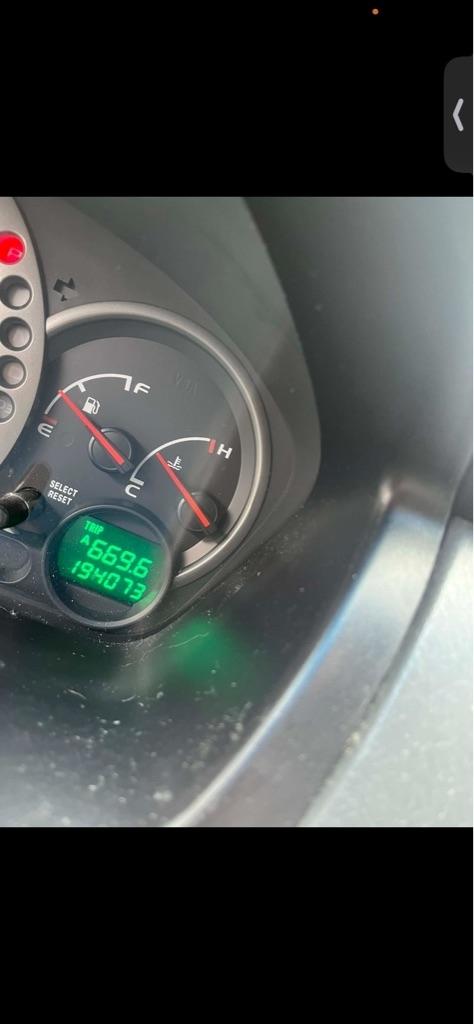 F
E
H
C
SELECT
RESET
TRIP
A 669.6
194073